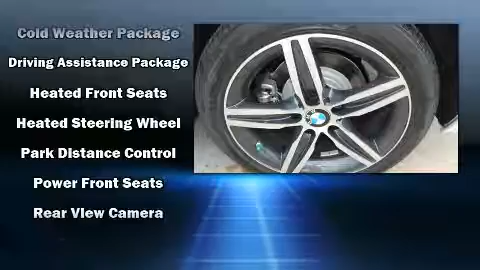 Cold Weather Package
Driving Assistance Package
Heated Front Seats
Heated Steering Wheel
Park Distance Control
Power Front Seats
Rear View Camera